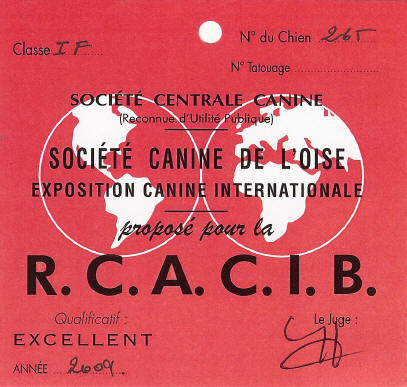 Classe I F
N° du Chien 265
N° Tatouage
SOCIÉTÉ CENTRALE CANINE
(Reconnue d'Utilité Publique)
SOCIÉTÉ CANINE DE L'OISE
EXPOSITION CANINE INTERNATIONALE
proposé pour la
R. C. A. C. I. B.
Qualificatif :
Le Juge :
EXCELLENT
ANNÉE 2009.